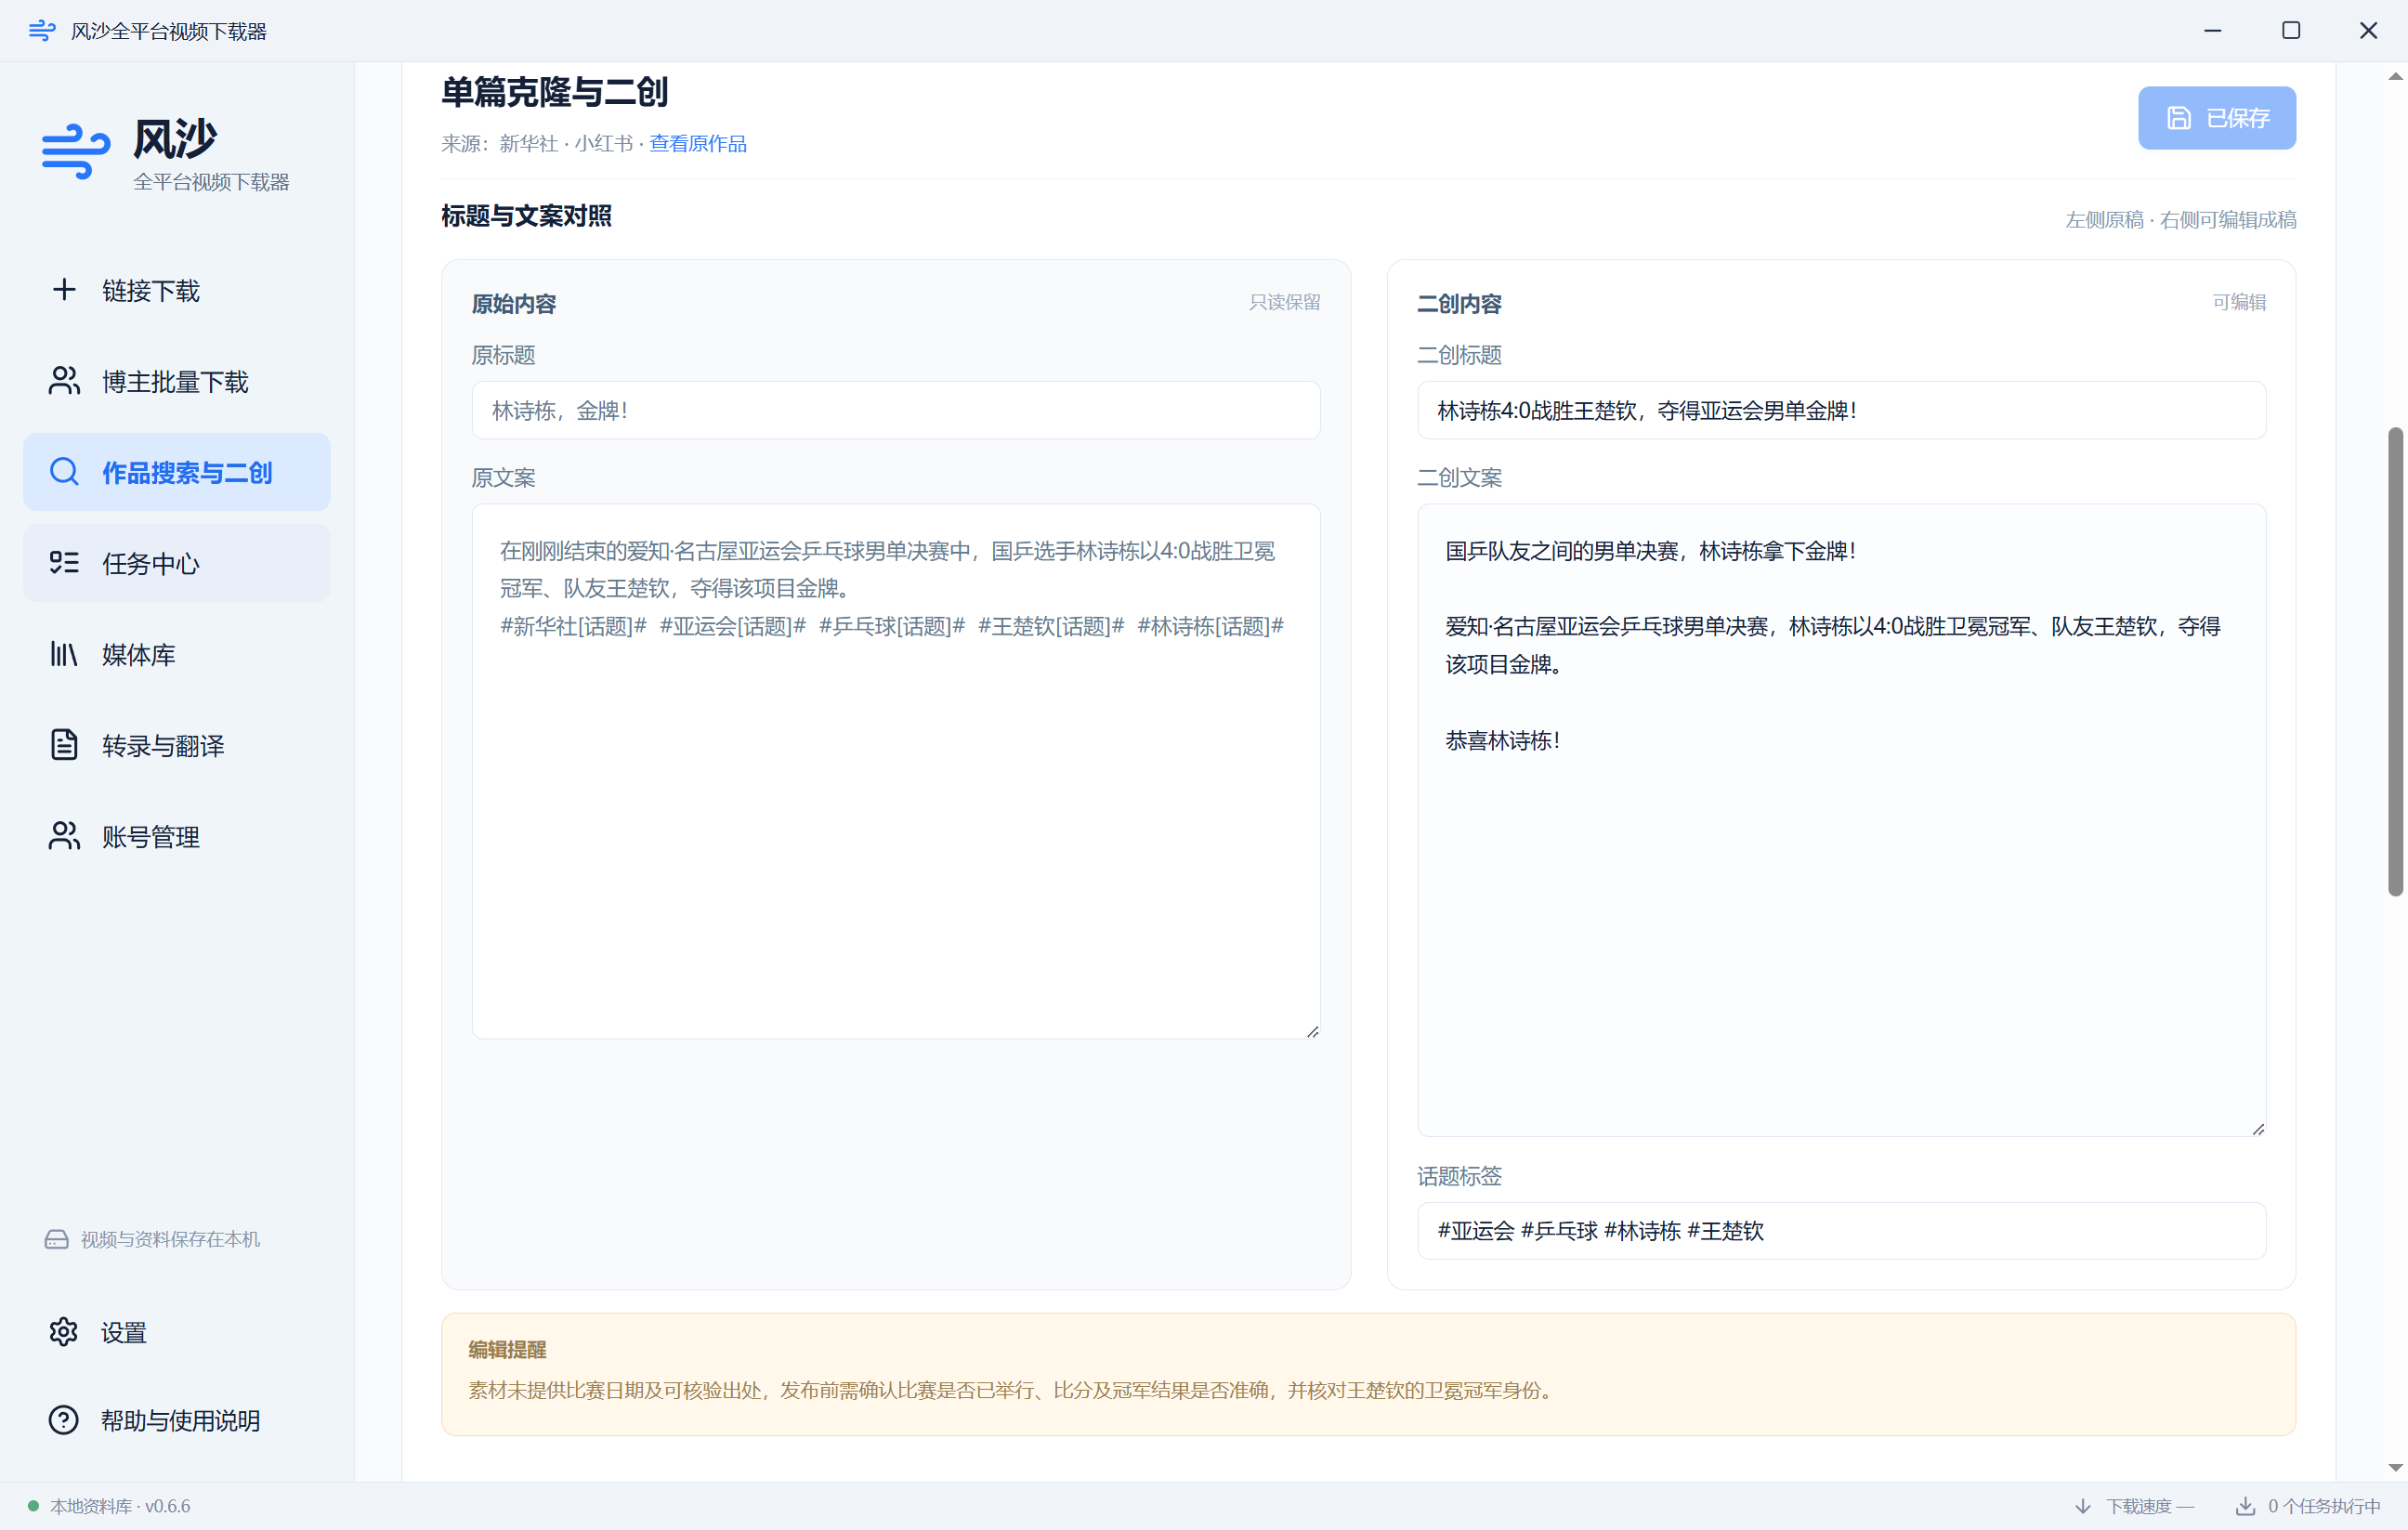 风沙全平台视频下载器
风沙
全平台视频下载器
链接下载
博主批量下载
作品搜索与二创
任务中心
媒体库
转录与翻译
账号管理
视频与资料保存在本机
设置
帮助与使用说明
单篇克隆与二创
已保存
来源：新华社 · 小红书 · 查看原作品
标题与文案对照
左侧原稿 · 右侧可编辑成稿
原始内容
只读保留
原标题
林诗栋，金牌！
原文案
在刚刚结束的爱知·名古屋亚运会乒乓球男单决赛中，国乒选手林诗栋以4:0战胜卫冕
冠军、队友王楚钦，夺得该项目金牌。
#新华社[话题]# #亚运会[话题]# #乒乓球[话题]# #王楚钦[话题]# #林诗栋[话题]#
二创内容
可编辑
二创标题
林诗栋4:0战胜王楚钦，夺得亚运会男单金牌！
二创文案
国乒队友之间的男单决赛，林诗栋拿下金牌！
爱知·名古屋亚运会乒乓球男单决赛，林诗栋以4:0战胜卫冕冠军、队友王楚钦，夺得
该项目金牌。
恭喜林诗栋！
话题标签
#亚运会 #乒乓球 #林诗栋 #王楚钦
编辑提醒
素材未提供比赛日期及可核验出处，发布前需确认比赛是否已举行、比分及冠军结果是否准确，并核对王楚钦的卫冕冠军身份。
本地资料库 · v0.6.6
下载速度 —
0 个任务执行中